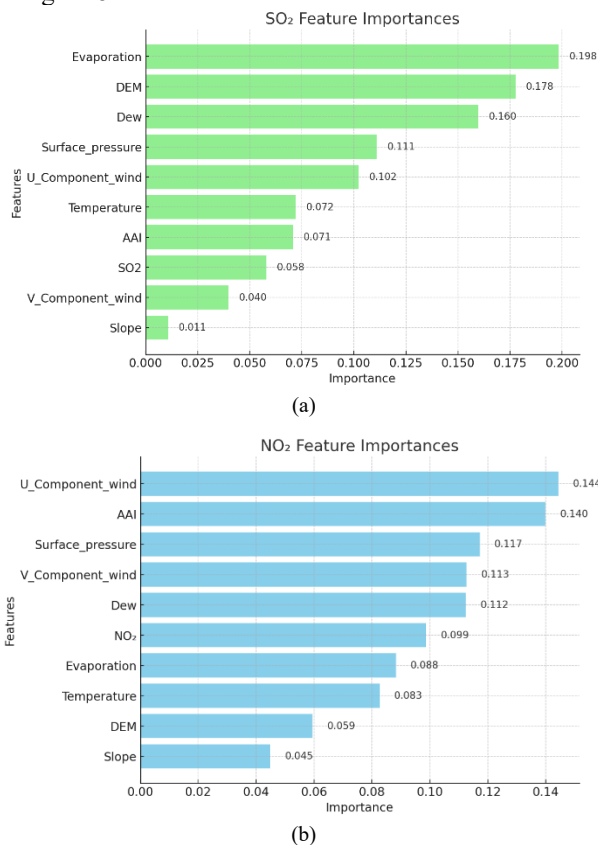 SO₂ Feature Importances
Features
Evaporation 0.198
DEM 0.178
Dew 0.160
Surface_pressure 0.111
U_Component_wind 0.102
Temperature 0.072
AAI 0.071
SO2 0.058
V_Component_wind 0.040
Slope 0.011
0.000 0.025 0.050 0.075 0.100 0.125 0.150 0.175 0.200
Importance
(a)
NO₂ Feature Importances
Features
U_Component_wind 0.144
AAI 0.140
Surface_pressure 0.117
V_Component_wind 0.113
Dew 0.112
NO₂ 0.099
Evaporation 0.088
Temperature 0.083
DEM 0.059
Slope 0.045
0.00 0.02 0.04 0.06 0.08 0.10 0.12 0.14
Importance
(b)